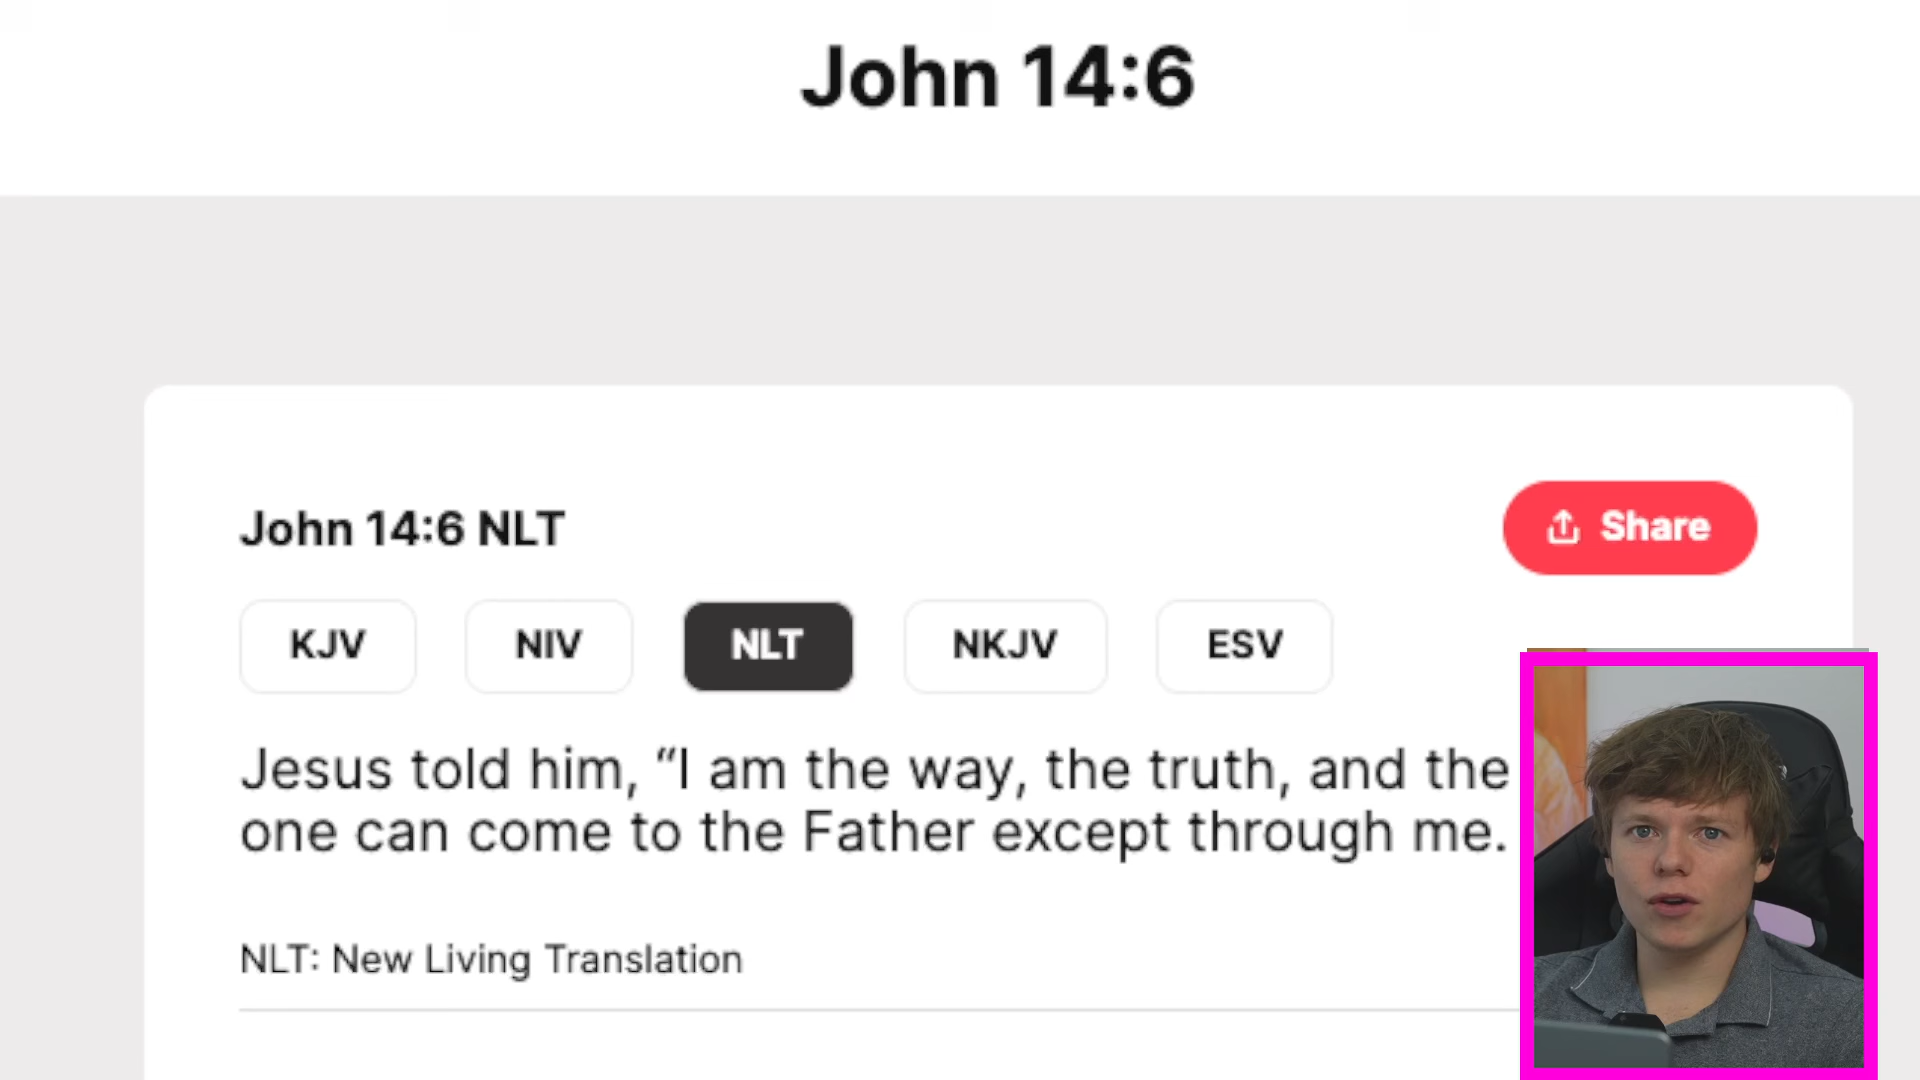 John 14:6
John 14:6 NLT
Share
KJV NIV NLT NKJV ESV
Jesus told him, “I am the way, the truth, and the
one can come to the Father except through me.
NLT: New Living Translation